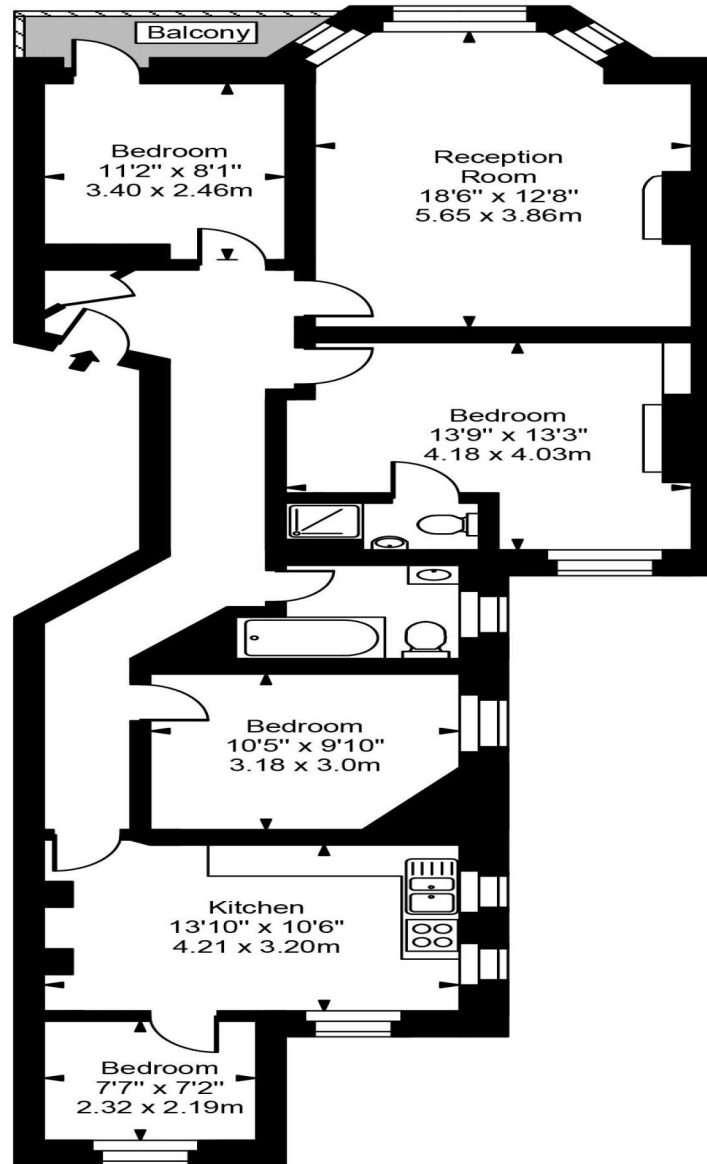 Balcony
Bedroom
11'2" x 8'1"
3.40 x 2.46m
Reception
Room
18'6" x 12'8"
5.65 x 3.86m
Bedroom
13'9" x 13'3"
4.18 x 4.03m
Bedroom
10'5" x 9'10"
3.18 x 3.0m
Kitchen
13'10" x 10'6"
4.21 x 3.20m
Bedroom
7'7" x 7'2"
2.32 x 2.19m